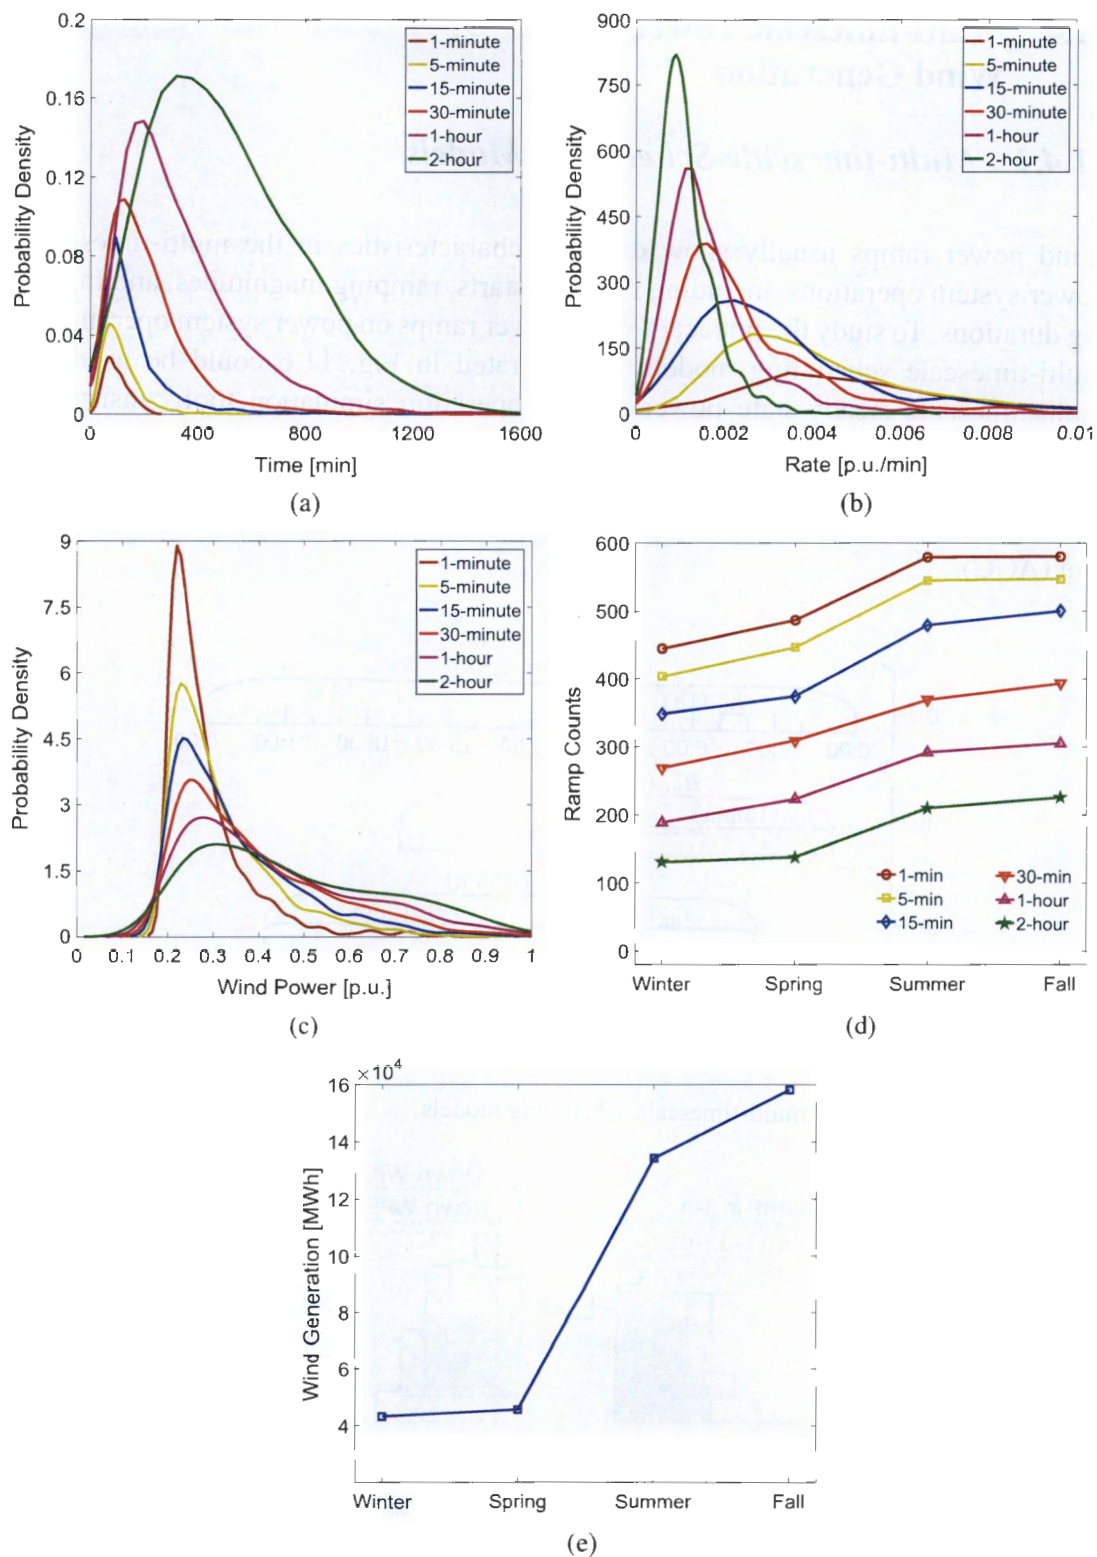 0.2
0.16
0.12
0.08
0.04
0
Probability Density
1-minute
5-minute
15-minute
30-minute
1-hour
2-hour
0 400 800 1200 1600
Time [min]
(a)
900
750
600
450
300
150
0
Probability Density
1-minute
5-minute
15-minute
30-minute
1-hour
2-hour
0 0.002 0.004 0.006 0.008 0.01
Rate [p.u./min]
(b)
9
7.5
6
4.5
3
1.5
0
Probability Density
1-minute
5-minute
15-minute
30-minute
1-hour
2-hour
0 0.1 0.2 0.3 0.4 0.5 0.6 0.7 0.8 0.9 1
Wind Power [p.u.]
(c)
600
500
400
300
200
100
0
Ramp Counts
1-min 30-min
5-min 1-hour
15-min 2-hour
Winter Spring Summer Fall
(d)
×10⁴
16
14
12
10
8
6
4
Wind Generation [MWh]
Winter Spring Summer Fall
(e)